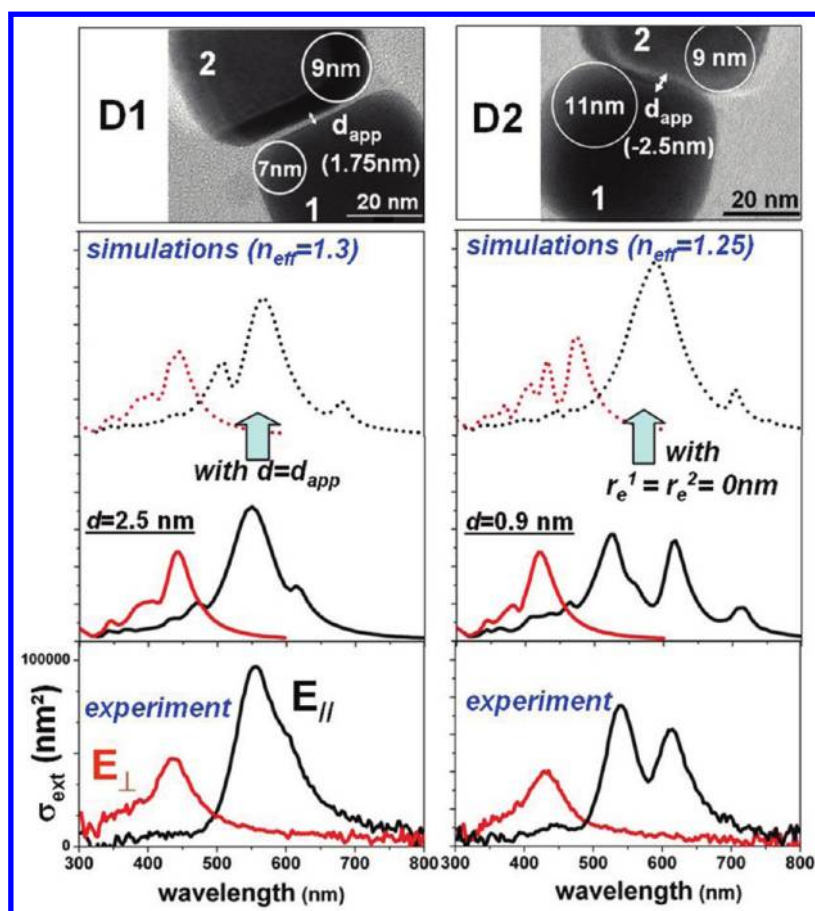 D1
2
9nm
d_app
(1.75nm)
7nm
1
20 nm
simulations (n_eff=1.3)
with d=d_app
d=2.5 nm
experiment
E_//
E_⊥
σ_ext (nm²)
100000
0
300 400 500 600 700 800
wavelength (nm)
D2
2
9 nm
11nm
d_app
(-2.5nm)
1
20 nm
simulations (n_eff=1.25)
with
r_e^1 = r_e^2 = 0nm
d=0.9 nm
experiment
300 400 500 600 700 800
wavelength (nm)